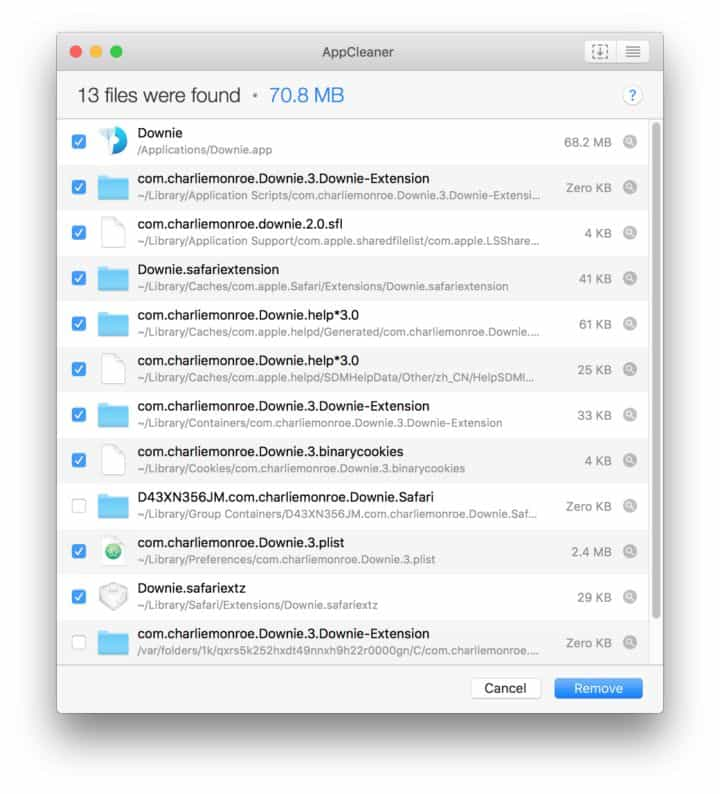 AppCleaner
13 files were found • 70.8 MB
?
Downie
/Applications/Downie.app
68.2 MB
com.charliemonroe.Downie.3.Downie-Extension
~/Library/Application Scripts/com.charliemonroe.Downie.3.Downie-Extensi...
Zero KB
com.charliemonroe.downie.2.0.sfl
~/Library/Application Support/com.apple.sharedfilelist/com.apple.LSShare...
4 KB
Downie.safariextension
~/Library/Caches/com.apple.Safari/Extensions/Downie.safariextension
41 KB
com.charliemonroe.Downie.help*3.0
~/Library/Caches/com.apple.helpd/Generated/com.charliemonroe.Downie....
61 KB
com.charliemonroe.Downie.help*3.0
~/Library/Caches/com.apple.helpd/SDMHelpData/Other/zh_CN/HelpSDMI...
25 KB
com.charliemonroe.Downie.3.Downie-Extension
~/Library/Containers/com.charliemonroe.Downie.3.Downie-Extension
33 KB
com.charliemonroe.Downie.3.binarycookies
~/Library/Cookies/com.charliemonroe.Downie.3.binarycookies
4 KB
D43XN356JM.com.charliemonroe.Downie.Safari
~/Library/Group Containers/D43XN356JM.com.charliemonroe.Downie.Saf...
Zero KB
com.charliemonroe.Downie.3.plist
~/Library/Preferences/com.charliemonroe.Downie.3.plist
2.4 MB
Downie.safariextz
~/Library/Safari/Extensions/Downie.safariextz
29 KB
com.charliemonroe.Downie.3.Downie-Extension
/var/folders/1k/qxrs5k252hxdt49nnxh9h22r0000gn/C/com.charliemonroe....
Zero KB
Cancel
Remove